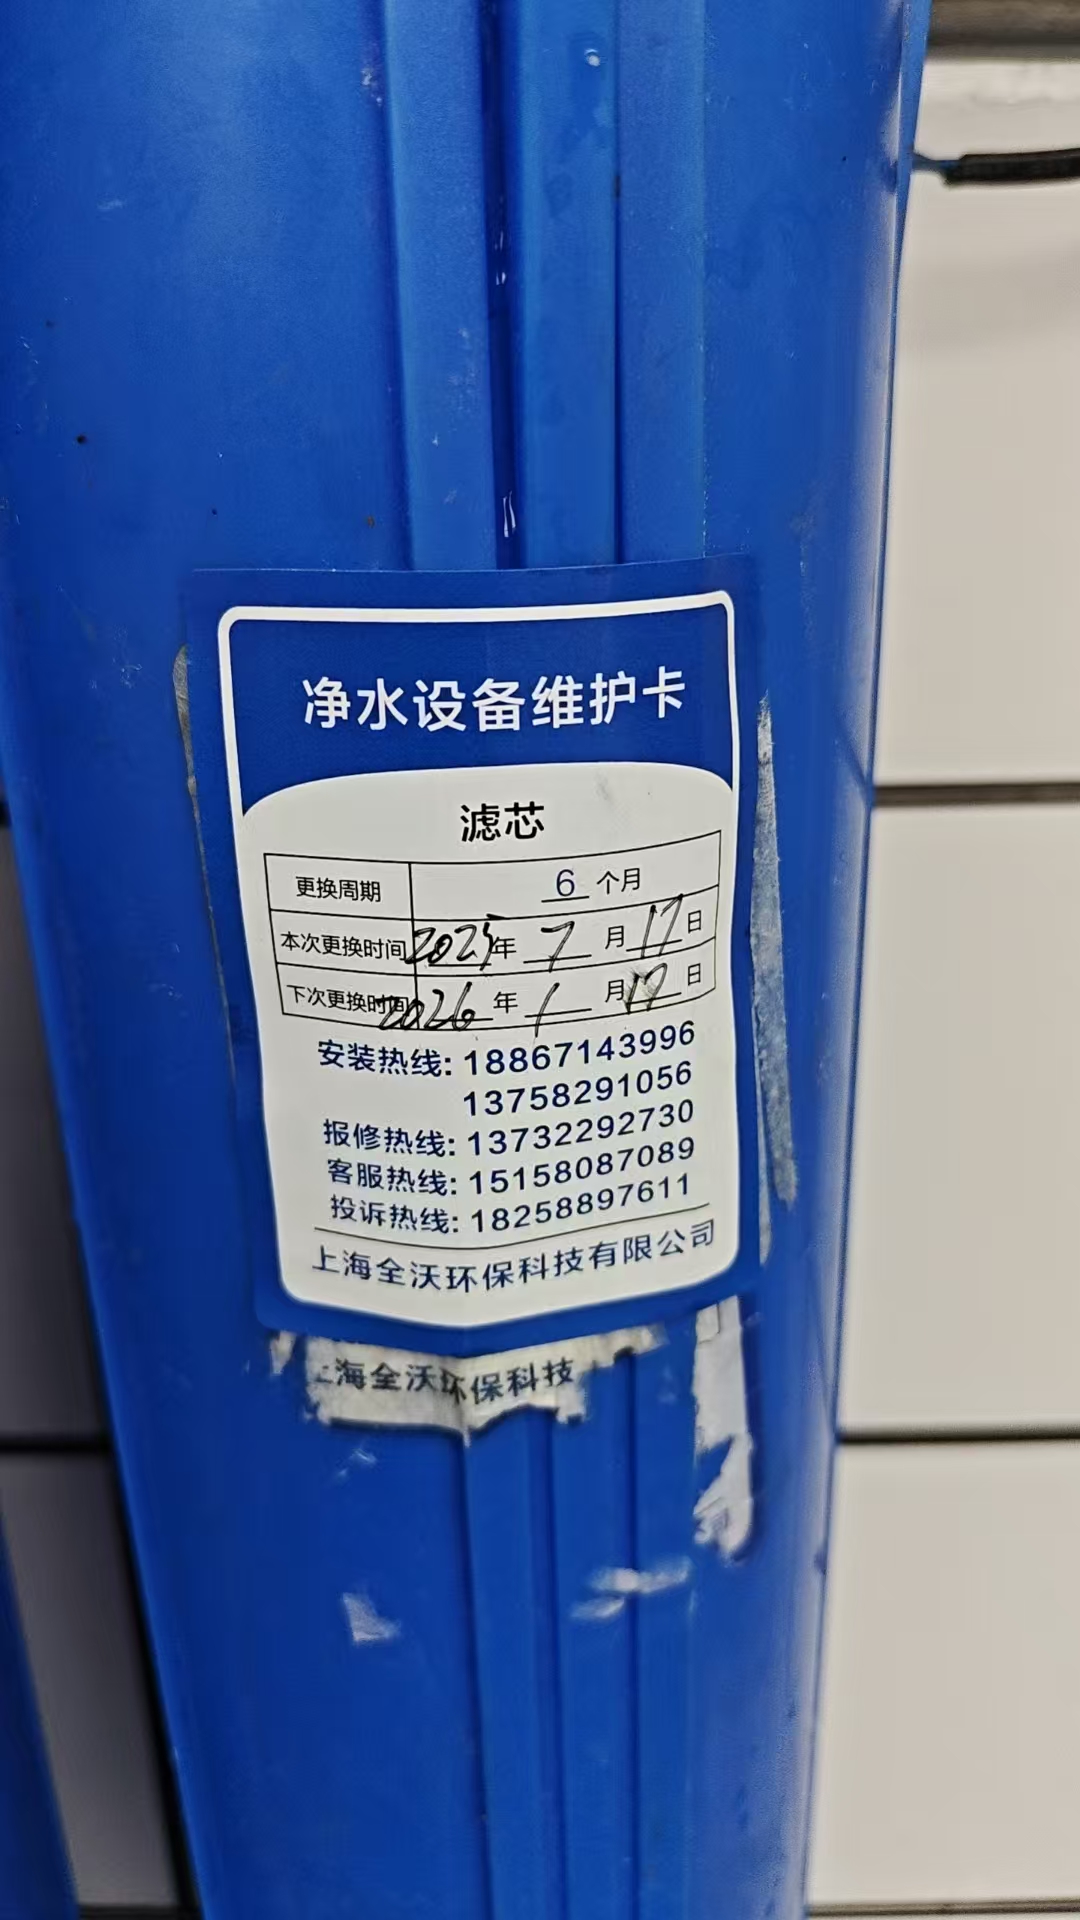 净水设备维护卡
滤芯
更换周期 6 个月
本次更换时间 2025年 7 月 17 日
下次更换时间 2026 年 1 月 17 日
安装热线: 18867143996
13758291056
报修热线: 13732292730
客服热线: 15158087089
投诉热线: 18258897611
上海全沃环保科技有限公司
海全沃环保科技